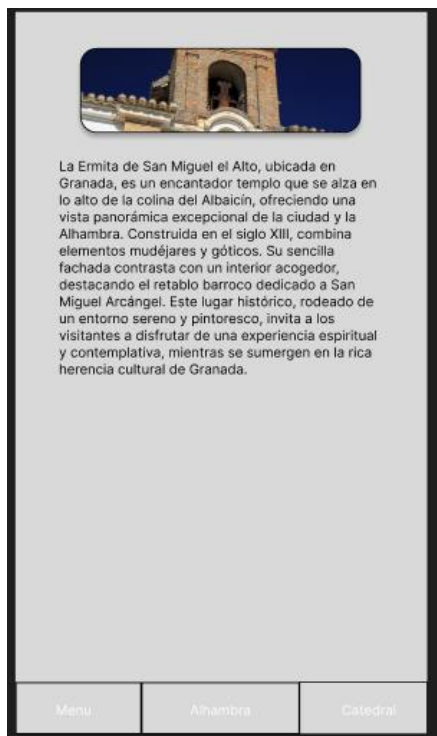 La Ermita de San Miguel el Alto, ubicada en
Granada, es un encantador templo que se alza en
lo alto de la colina del Albaicín, ofreciendo una
vista panorámica excepcional de la ciudad y la
Alhambra. Construida en el siglo XIII, combina
elementos mudéjares y góticos. Su sencilla
fachada contrasta con un interior acogedor,
destacando el retablo barroco dedicado a San
Miguel Arcángel. Este lugar histórico, rodeado de
un entorno sereno y pintoresco, invita a los
visitantes a disfrutar de una experiencia espiritual
y contemplativa, mientras se sumergen en la rica
herencia cultural de Granada.
Menu Alhambra Catedral